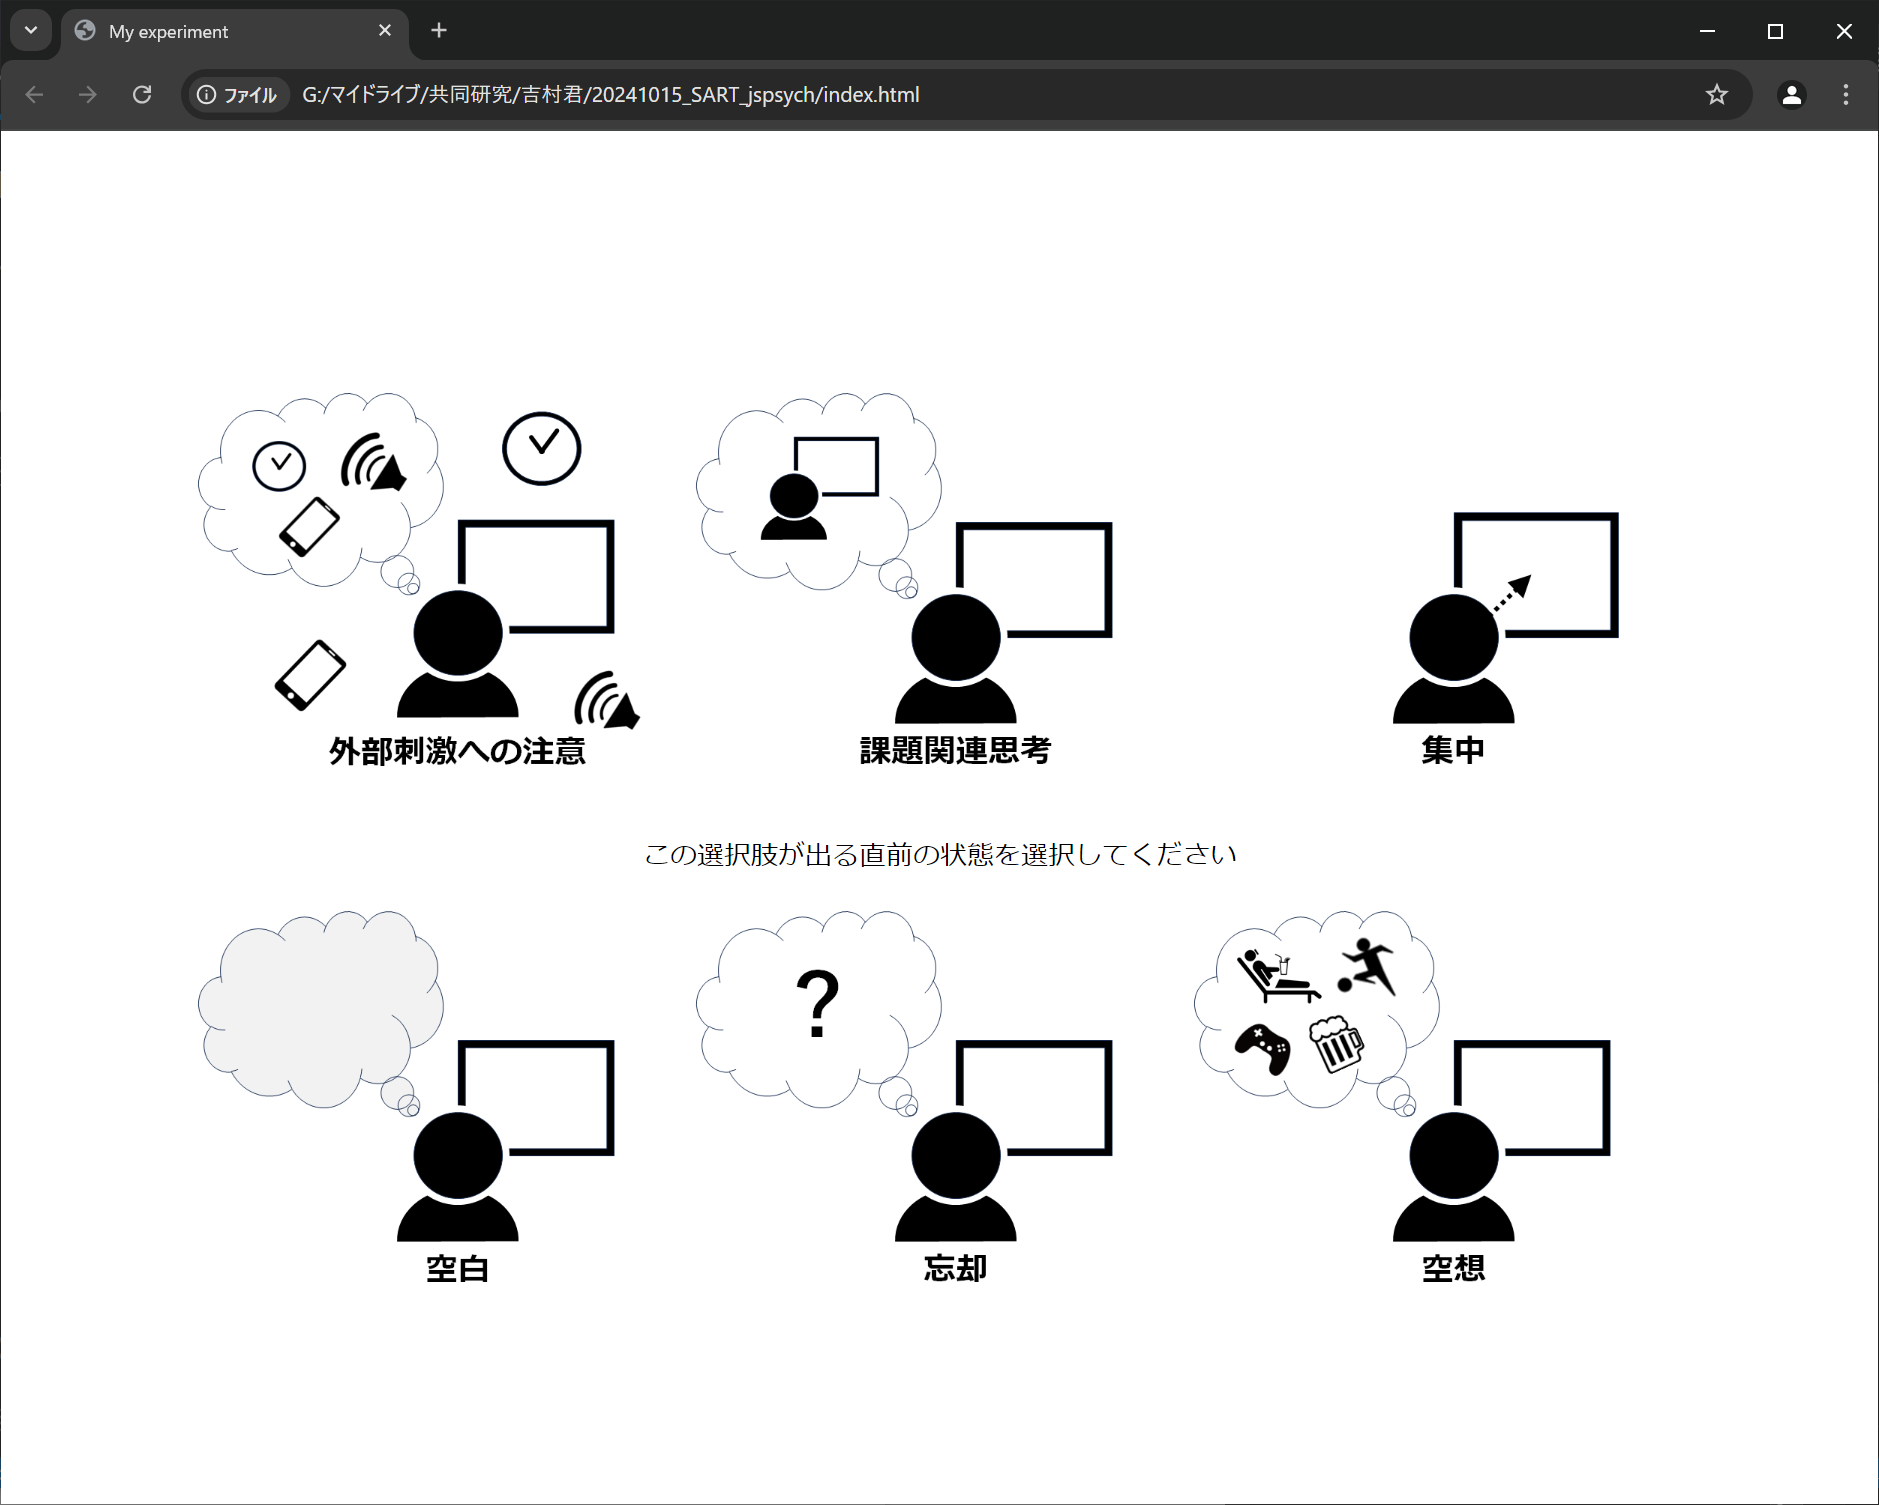 My experiment
ファイル G:/マイドライブ/共同研究/吉村君/20241015_SART_jspsych/index.html
外部刺激への注意 課題関連思考 集中
この選択肢が出る直前の状態を選択してください
?
空白 忘却 空想